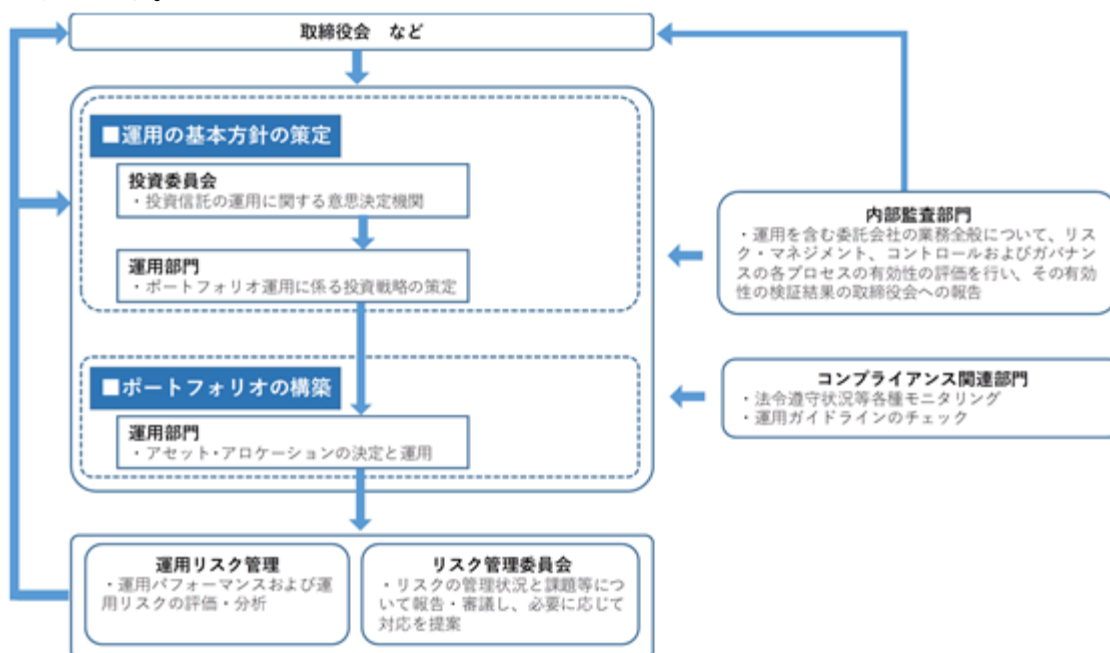 取締役会　など
■運用の基本方針の策定
投資委員会
・投資信託の運用に関する意思決定機関
運用部門
・ポートフォリオ運用に係る投資戦略の策定
■ポートフォリオの構築
運用部門
・アセット・アロケーションの決定と運用
内部監査部門
・運用を含む委託会社の業務全般について、リス
ク・マネジメント、コントロールおよびガバナン
スの各プロセスの有効性の評価を行い、その有効
性の検証結果の取締役会への報告
コンプライアンス関連部門
・法令遵守状況等各種モニタリング
・運用ガイドラインのチェック
運用リスク管理
・運用パフォーマンスおよび運
用リスクの評価・分析
リスク管理委員会
・リスクの管理状況と課題等につ
いて報告・審議し、必要に応じて
対応を提案